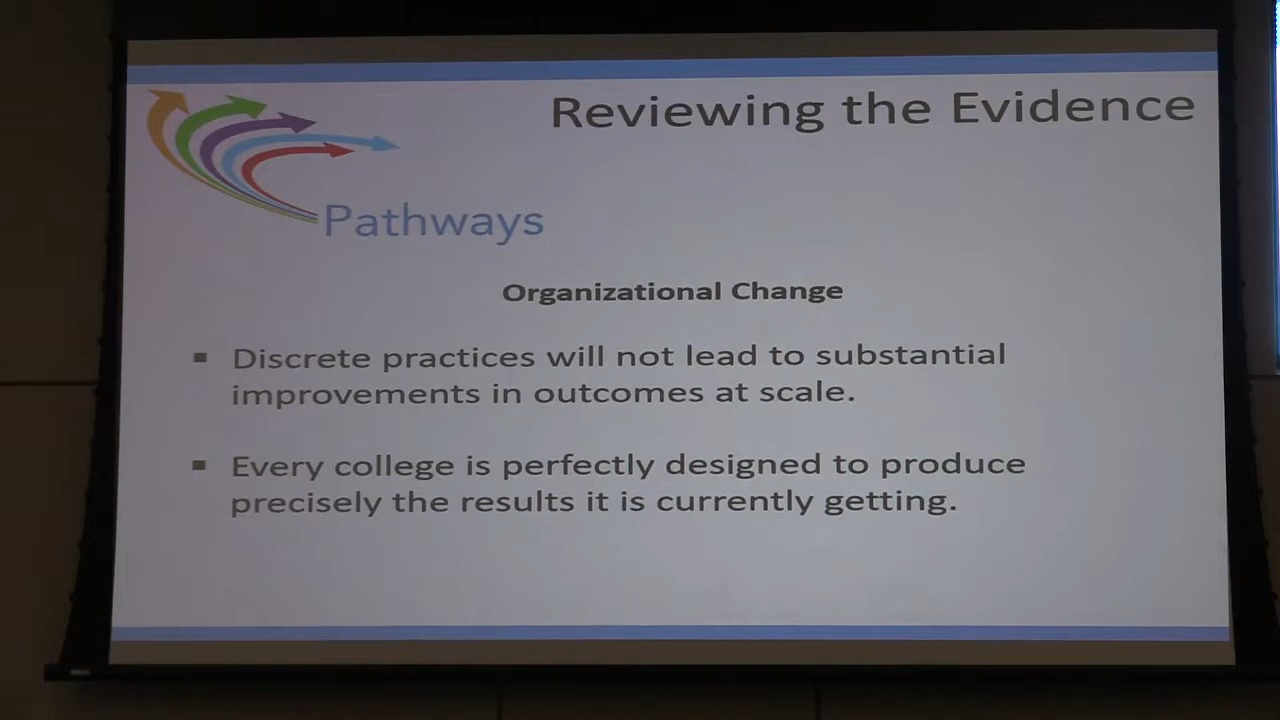 Reviewing the Evidence
Pathways
Organizational Change
▪ Discrete practices will not lead to substantial
improvements in outcomes at scale.
▪ Every college is perfectly designed to produce
precisely the results it is currently getting.